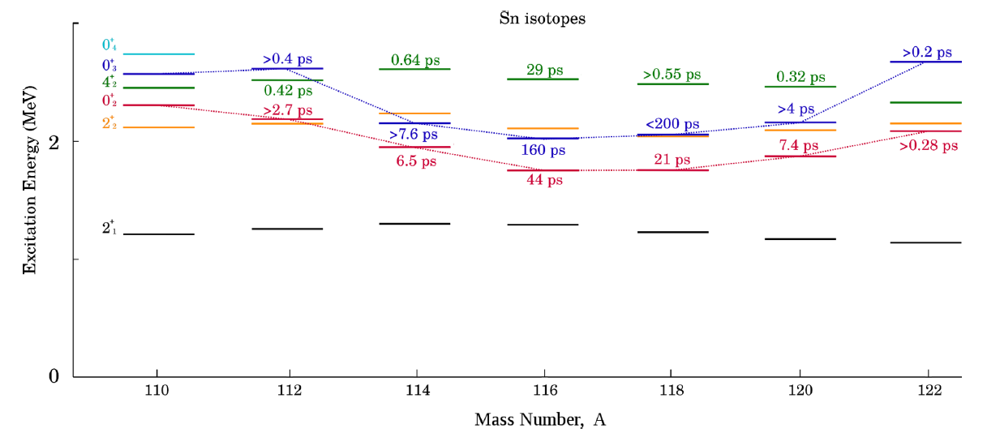 Sn isotopes
Excitation Energy (MeV)
2
0
0⁺₄
0⁺₃
4⁺₂
0⁺₂
2⁺₂
2⁺₁
>0.4 ps
0.42 ps
>2.7 ps
0.64 ps
>7.6 ps
6.5 ps
29 ps
160 ps
44 ps
>0.55 ps
<200 ps
21 ps
0.32 ps
>4 ps
7.4 ps
>0.2 ps
>0.28 ps
110 112 114 116 118 120 122
Mass Number, A